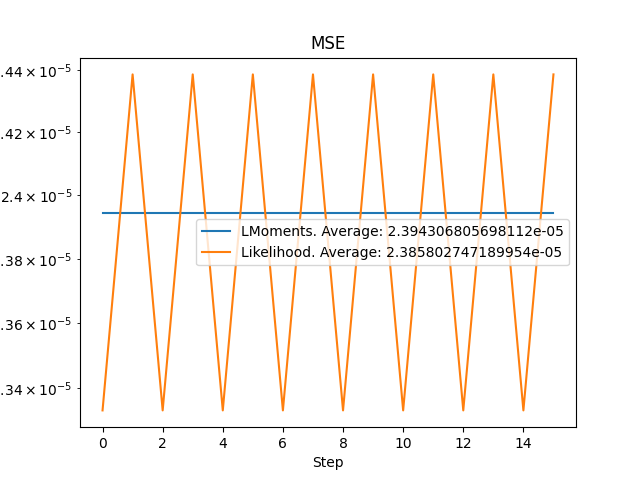 MSE
.44 × 10⁻⁵
.42 × 10⁻⁵
2.4 × 10⁻⁵
.38 × 10⁻⁵
.36 × 10⁻⁵
.34 × 10⁻⁵
LMoments. Average: 2.394306805698112e-05
Likelihood. Average: 2.385802747189954e-05
0 2 4 6 8 10 12 14
Step